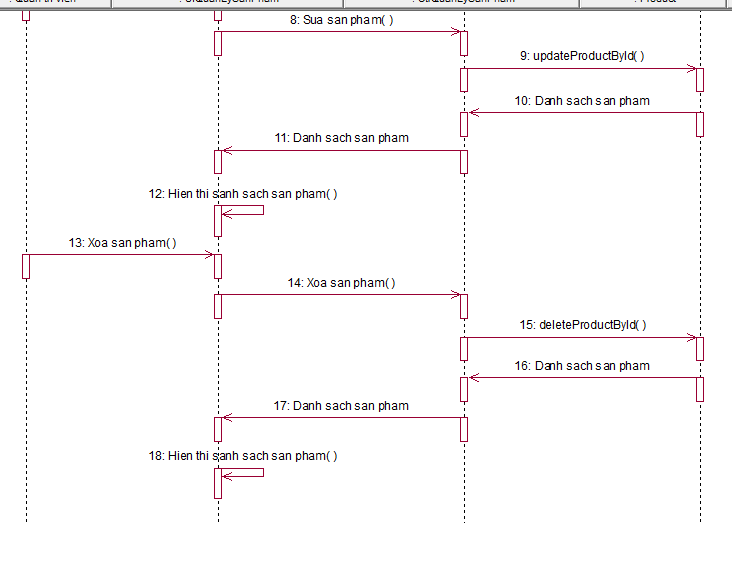 8: Sua san pham( )
9: updateProductById( )
10: Danh sach san pham
11: Danh sach san pham
12: Hien thi sanh sach san pham( )
13: Xoa san pham( )
14: Xoa san pham( )
15: deleteProductById( )
16: Danh sach san pham
17: Danh sach san pham
18: Hien thi sanh sach san pham( )